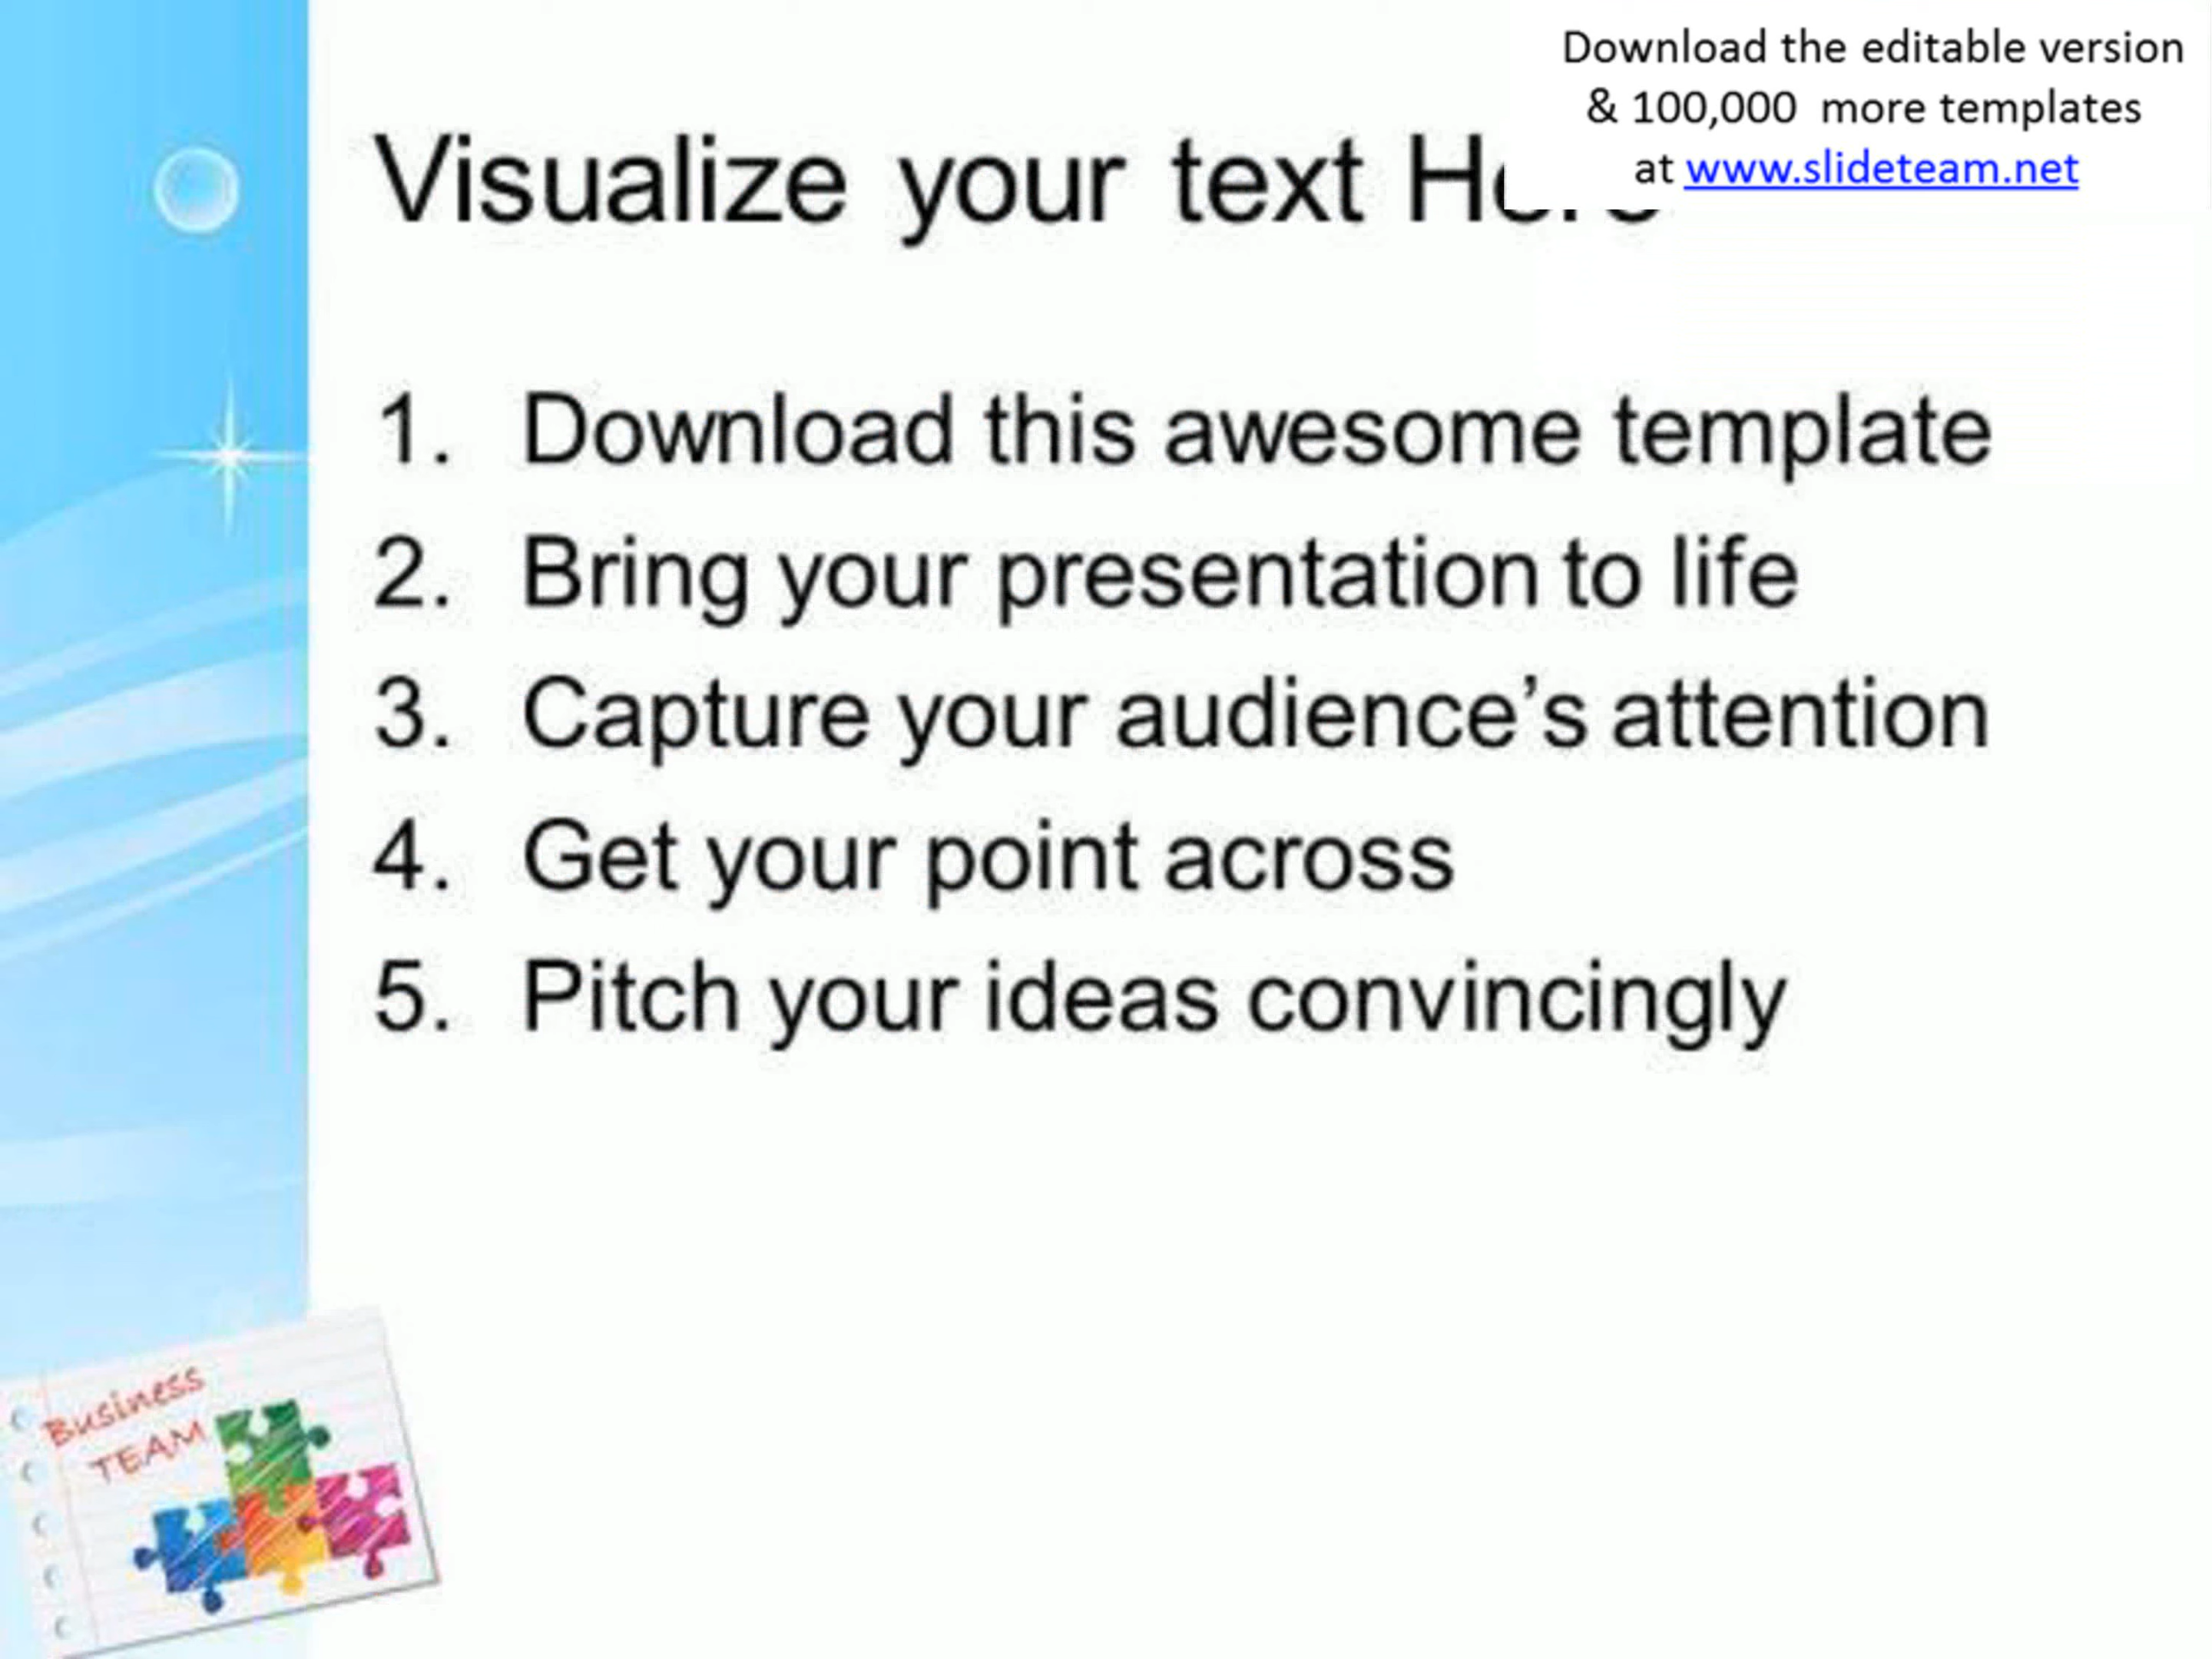 Download the editable version
& 100,000 more templates
at www.slideteam.net
Visualize your text
1. Download this awesome template
2. Bring your presentation to life
3. Capture your audience’s attention
4. Get your point across
5. Pitch your ideas convincingly
Business
TEAM